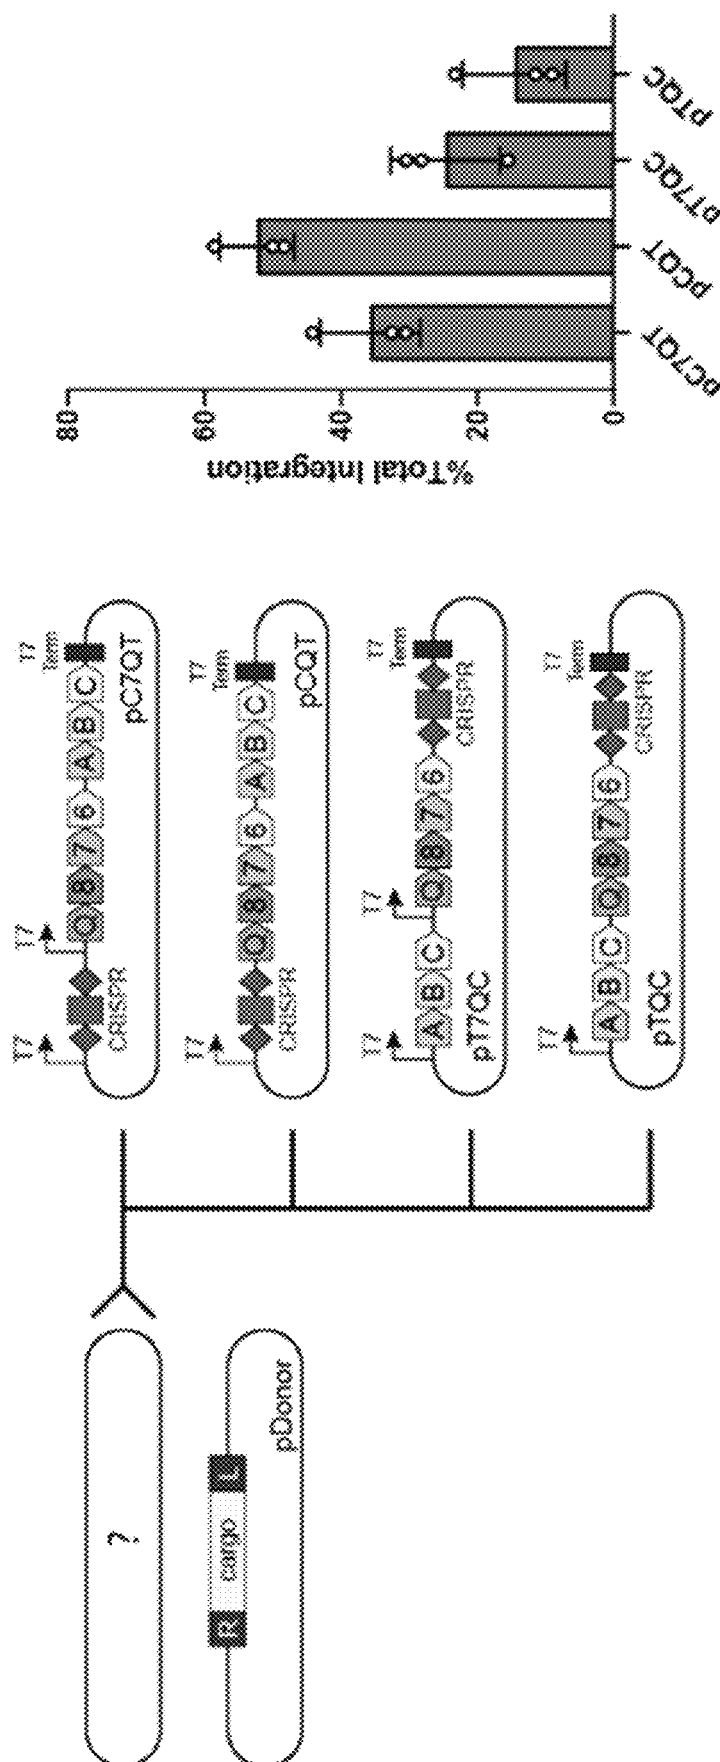 ?
R cargo L
pDonor
T7 T7 T7 Term
Q 8 7 6 A B C
CRISPR
pC7QT
T7 T7 Term
Q 8 7 6 A B C
CRISPR
pCQT
T7 T7 T7 Term
A B C Q 8 7 6
CRISPR
pT7QC
T7 T7 Term
A B C Q 8 7 6
CRISPR
pTQC
%Total Integration
80
60
40
20
0
pC7QT
pCQT
pT7QC
pTQC